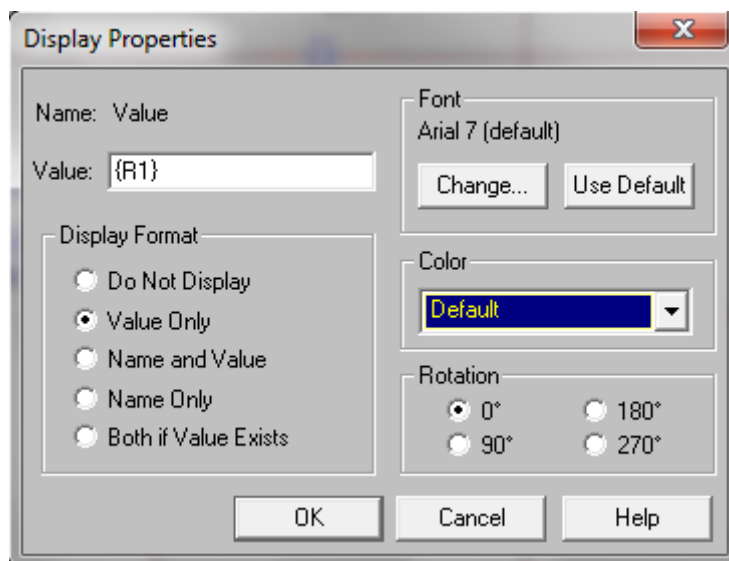 Display Properties
Name: Value
Value: {R1}
Display Format
Do Not Display
Value Only
Name and Value
Name Only
Both if Value Exists
Font
Arial 7 (default)
Change... Use Default
Color
Default
Rotation
0° 180°
90° 270°
OK Cancel Help